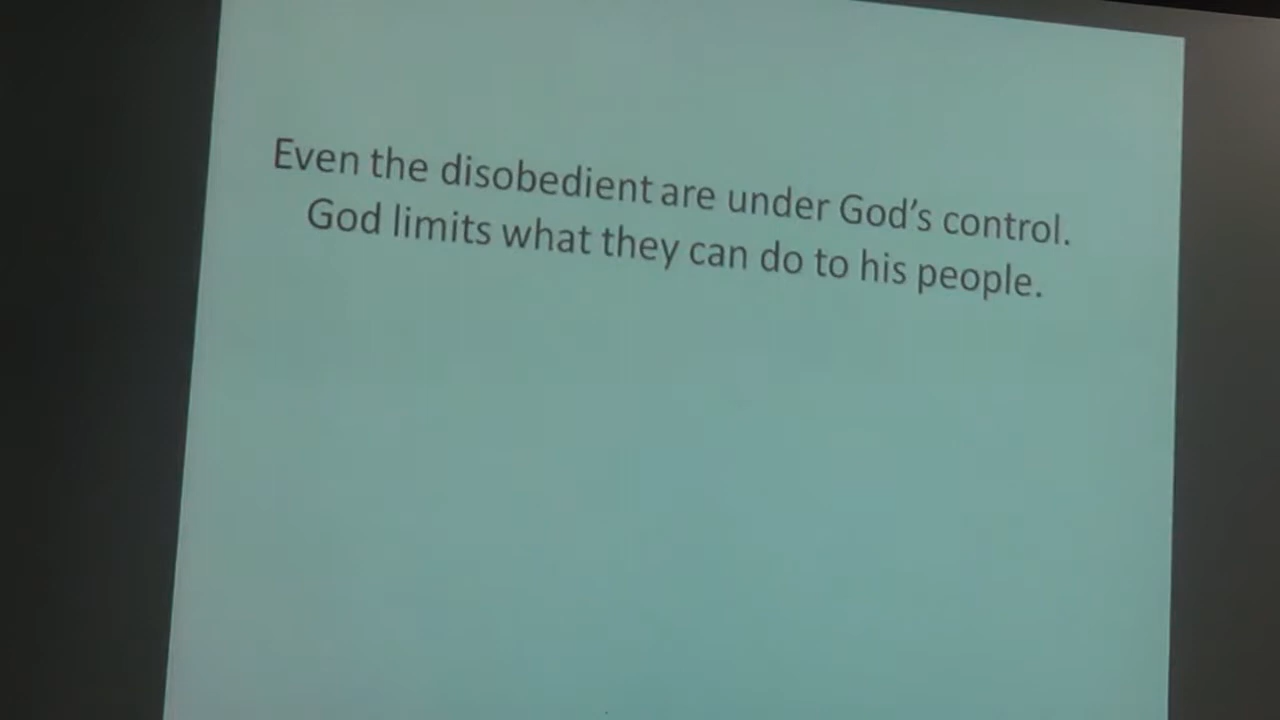 Even the disobedient are under God's control.
God limits what they can do to his people.